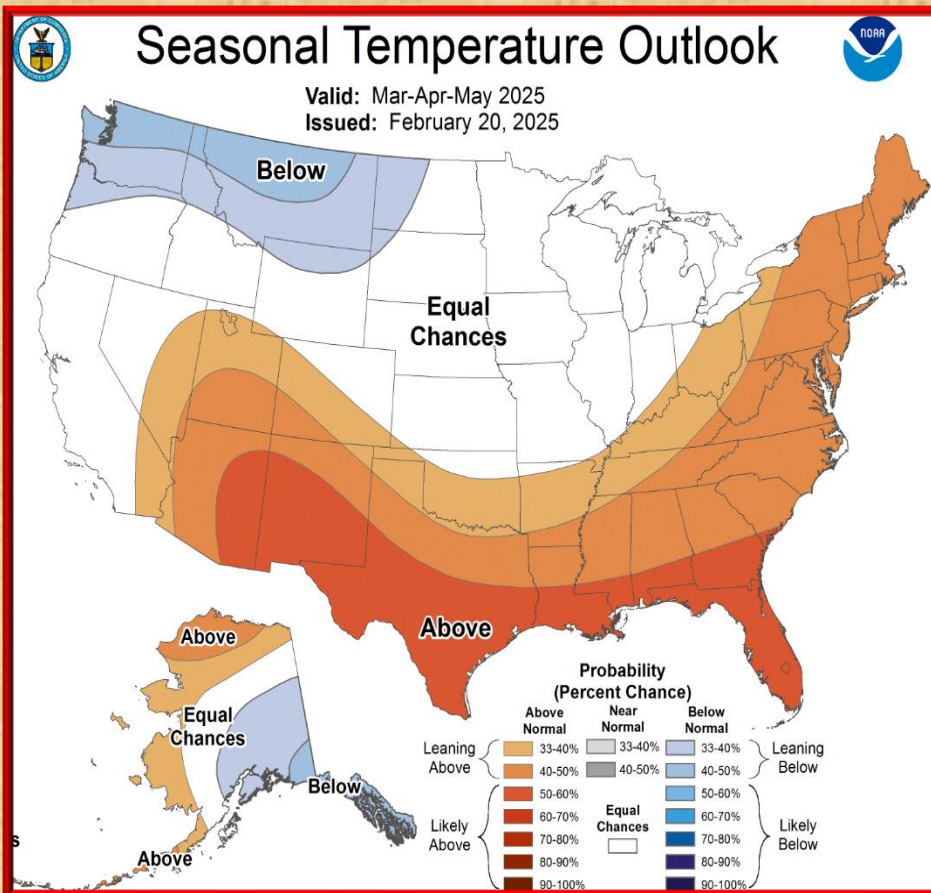 Seasonal Temperature Outlook
NOAA
Valid: Mar-Apr-May 2025
Issued: February 20, 2025
Below
Equal
Chances
Above
Above
Equal
Chances
Below
Above
s
Probability
(Percent Chance)
Above
Normal
Near
Normal
Below
Normal
Leaning
Above
33-40%
40-50%
33-40%
40-50%
33-40%
40-50%
Leaning
Below
Likely
Above
50-60%
60-70%
70-80%
80-90%
90-100%
Equal
Chances
50-60%
60-70%
70-80%
80-90%
90-100%
Likely
Below